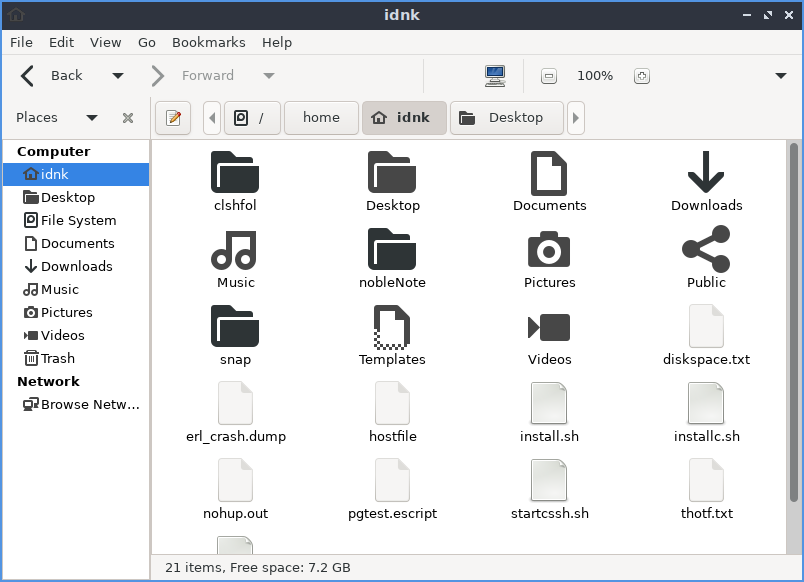 idnk
File Edit View Go Bookmarks Help
Back Forward 100%
Places / home idnk Desktop
Computer
idnk
Desktop
File System
Documents
Downloads
Music
Pictures
Videos
Trash
Network
Browse Netw...
clshfol Desktop Documents Downloads
Music nobleNote Pictures Public
snap Templates Videos diskspace.txt
erl_crash.dump hostfile install.sh installc.sh
nohup.out pgtest.escript startcssh.sh thotf.txt
21 items, Free space: 7.2 GB